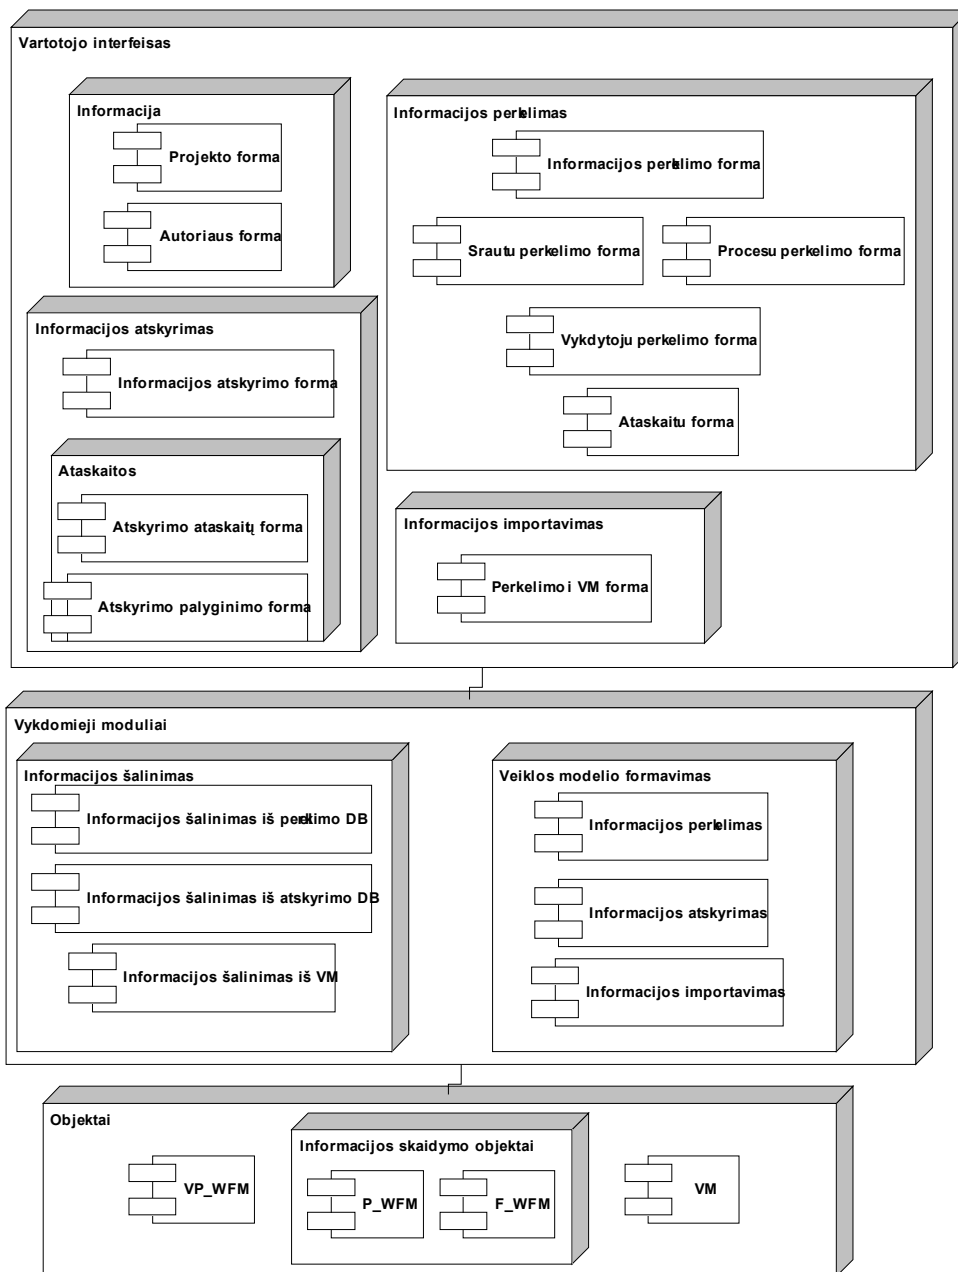 Vartotojo interfeisas
Informacija
Projekto forma
Autoriaus forma
Informacijos perkelimas
Informacijos perkelimo forma
Srautu perkelimo forma
Procesu perkelimo forma
Vykdytoju perkelimo forma
Ataskaitu forma
Informacijos atskyrimas
Informacijos atskyrimo forma
Ataskaitos
Atskyrimo ataskaitų forma
Atskyrimo palyginimo forma
Informacijos importavimas
Perkelimo i VM forma
Vykdomieji moduliai
Informacijos šalinimas
Informacijos šalinimas iš perklimo DB
Informacijos šalinimas iš atskyrimo DB
Informacijos šalinimas iš VM
Veiklos modelio formavimas
Informacijos perkelimas
Informacijos atskyrimas
Informacijos importavimas
Objektai
VP_WFM
Informacijos skaidymo objektai
P_WFM
F_WFM
VM